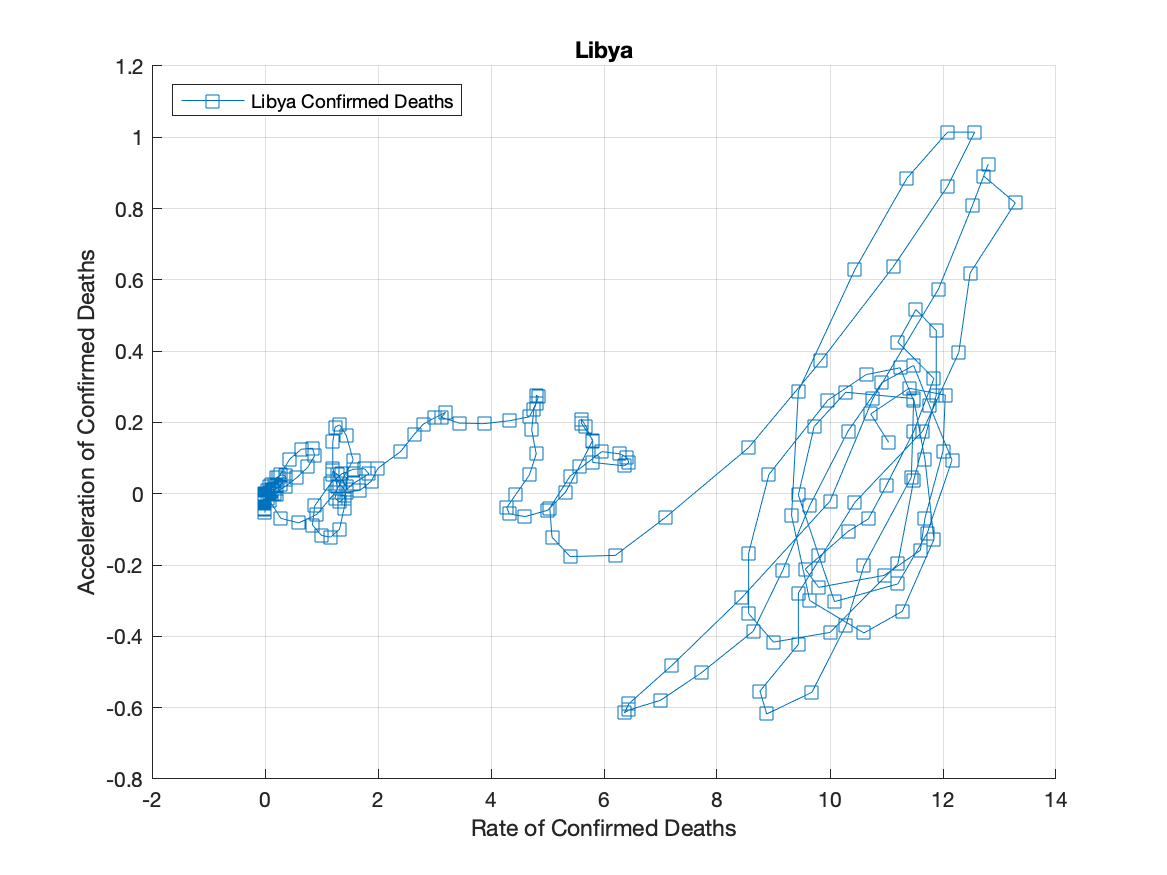 Libya
Libya Confirmed Deaths
1.2
1
0.8
0.6
0.4
0.2
0
-0.2
-0.4
-0.6
-0.8
Acceleration of Confirmed Deaths
-2 0 2 4 6 8 10 12 14
Rate of Confirmed Deaths